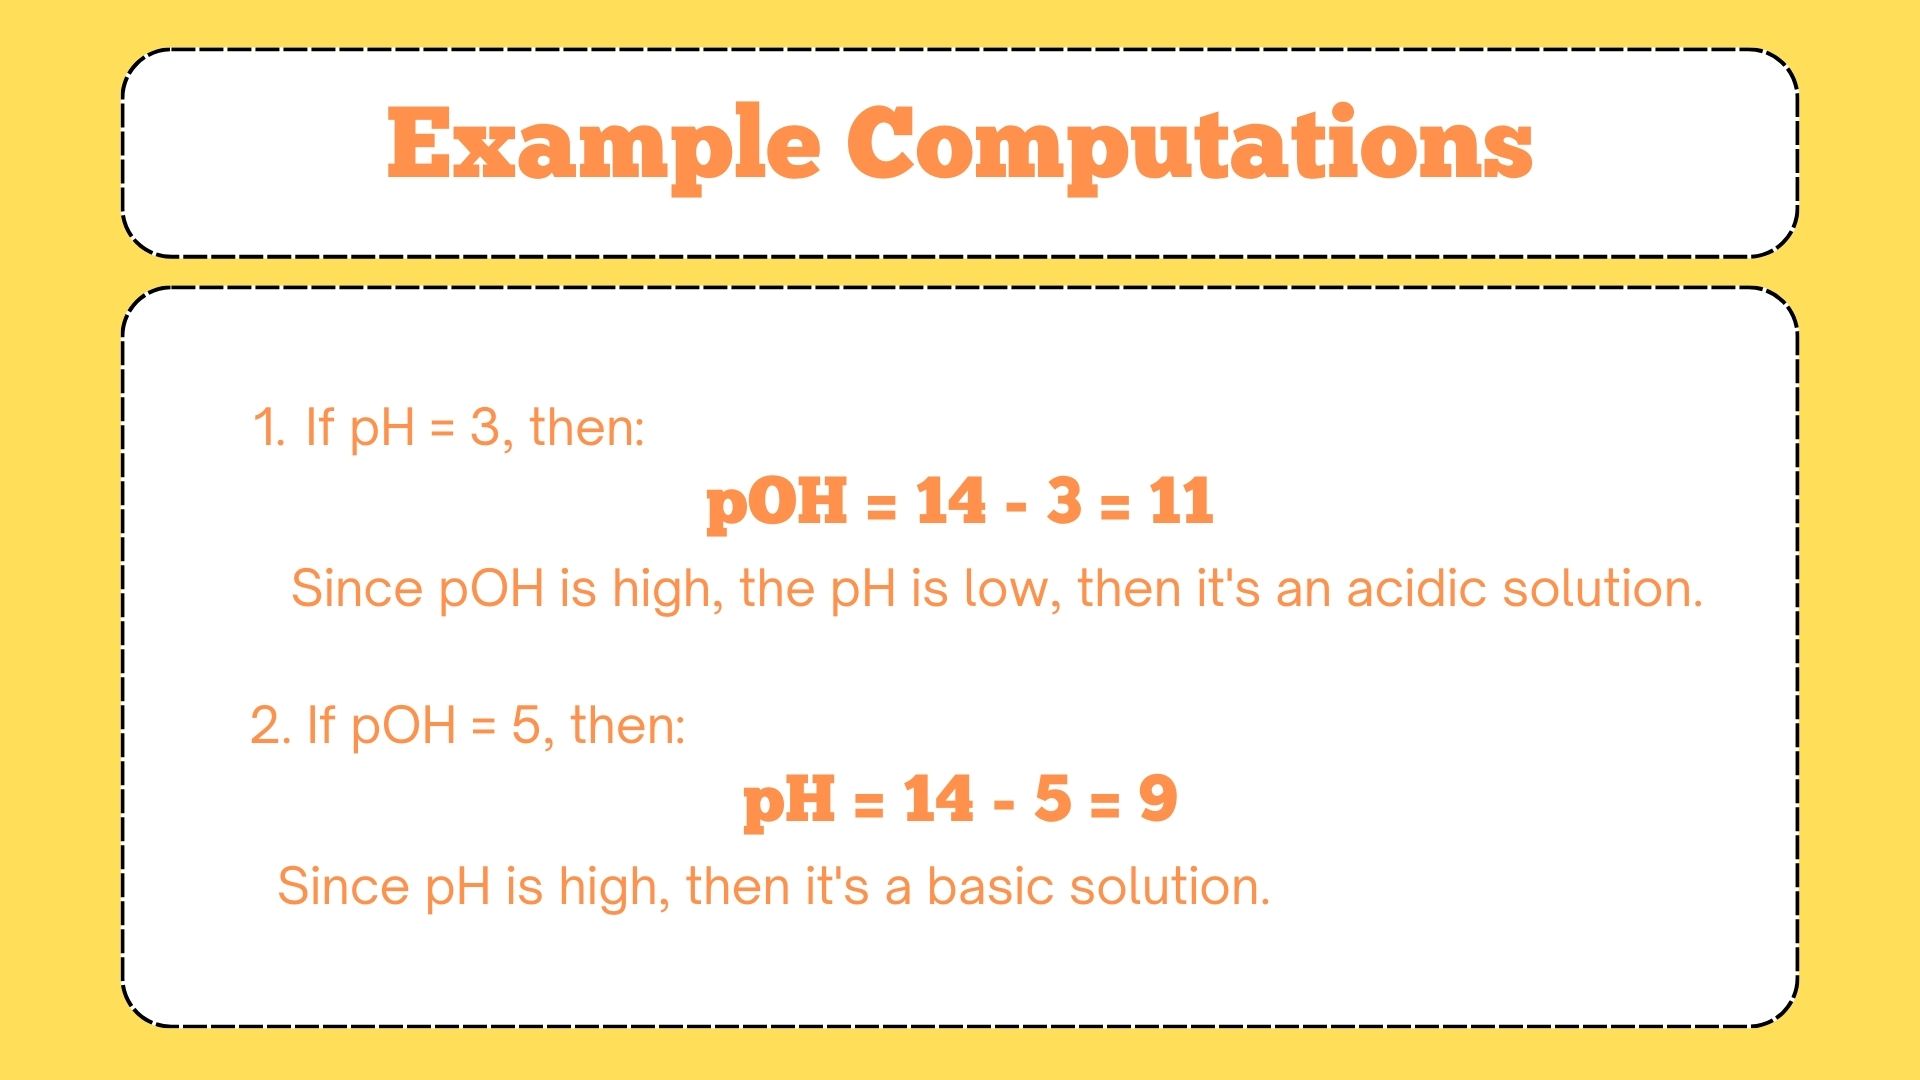 Example Computations
1. If pH = 3, then:
pOH = 14 - 3 = 11
Since pOH is high, the pH is low, then it's an acidic solution.
2. If pOH = 5, then:
pH = 14 - 5 = 9
Since pH is high, then it's a basic solution.